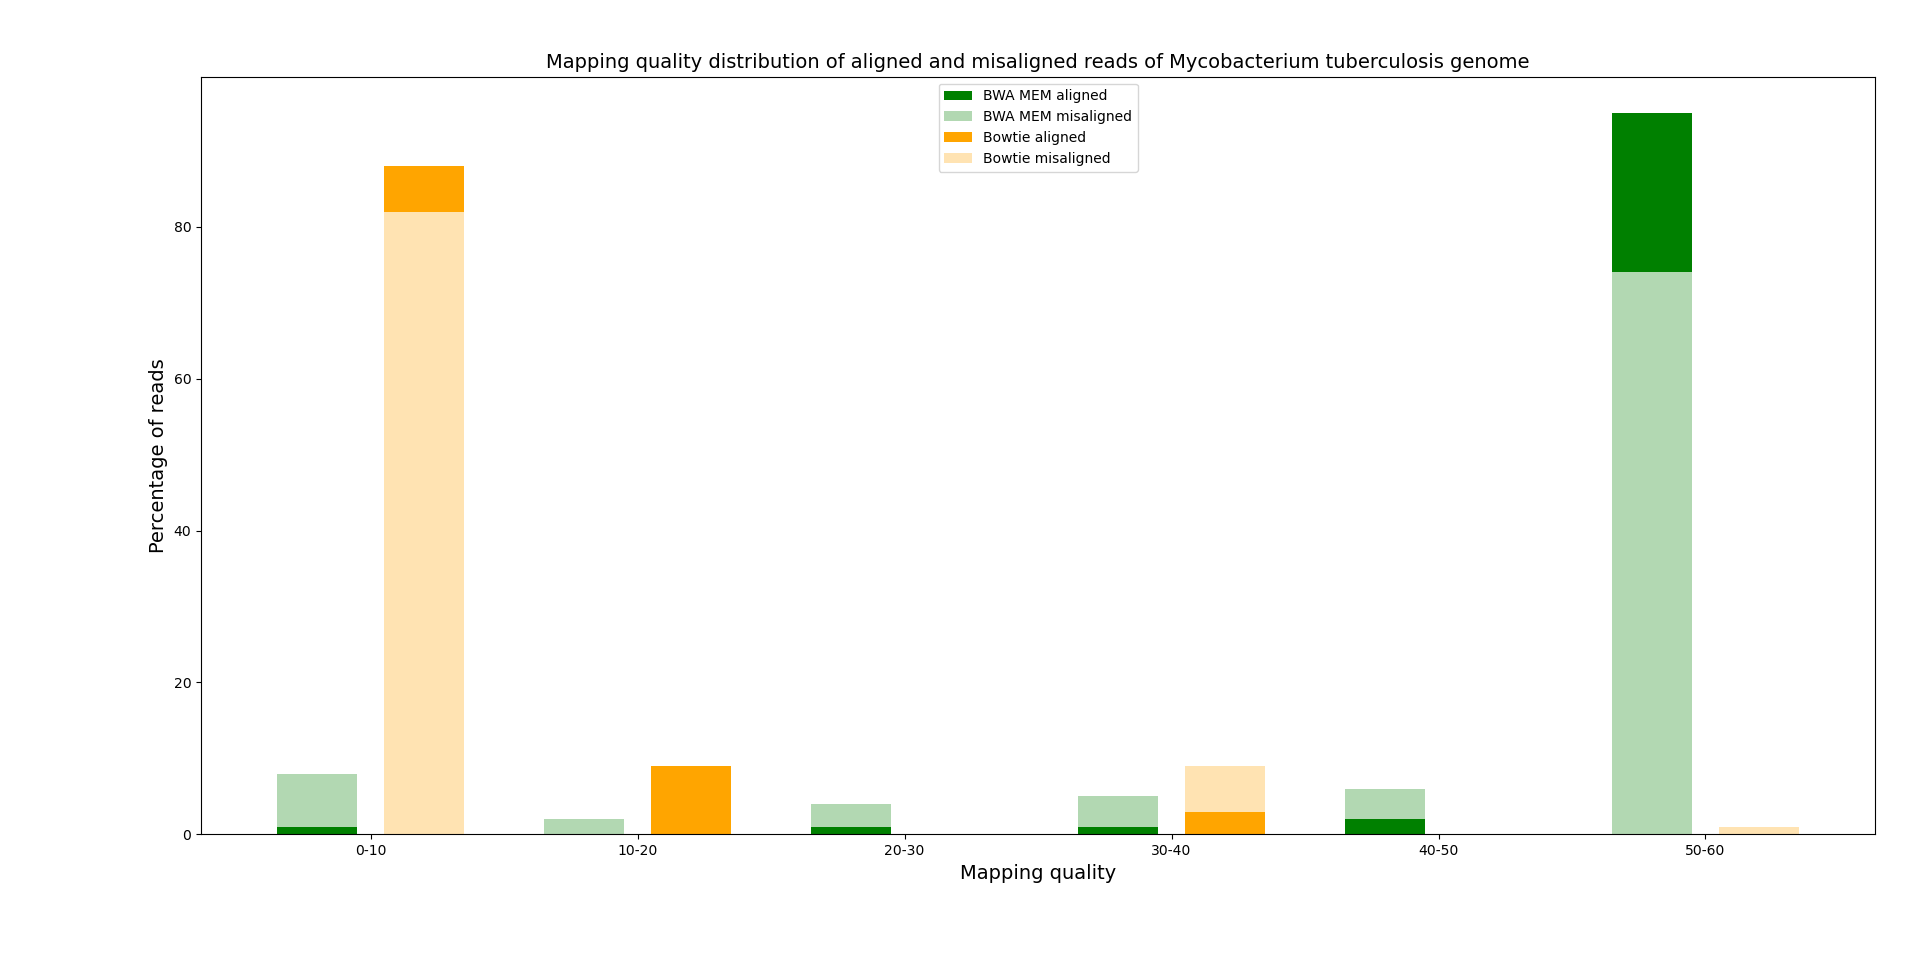 Mapping quality distribution of aligned and misaligned reads of Mycobacterium tuberculosis genome
BWA MEM aligned
BWA MEM misaligned
Bowtie aligned
Bowtie misaligned
Percentage of reads
80
60
40
20
0
0-10
10-20
20-30
30-40
40-50
50-60
Mapping quality